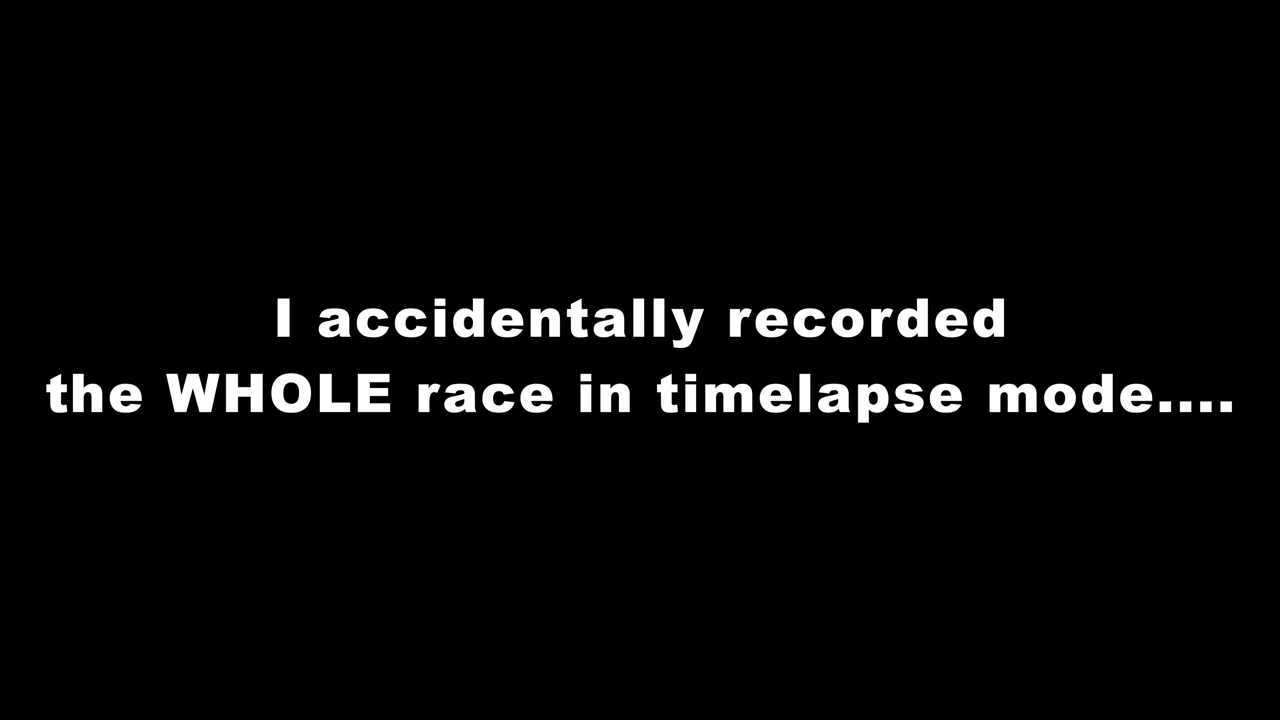 I accidentally recorded
the WHOLE race in timelapse mode....